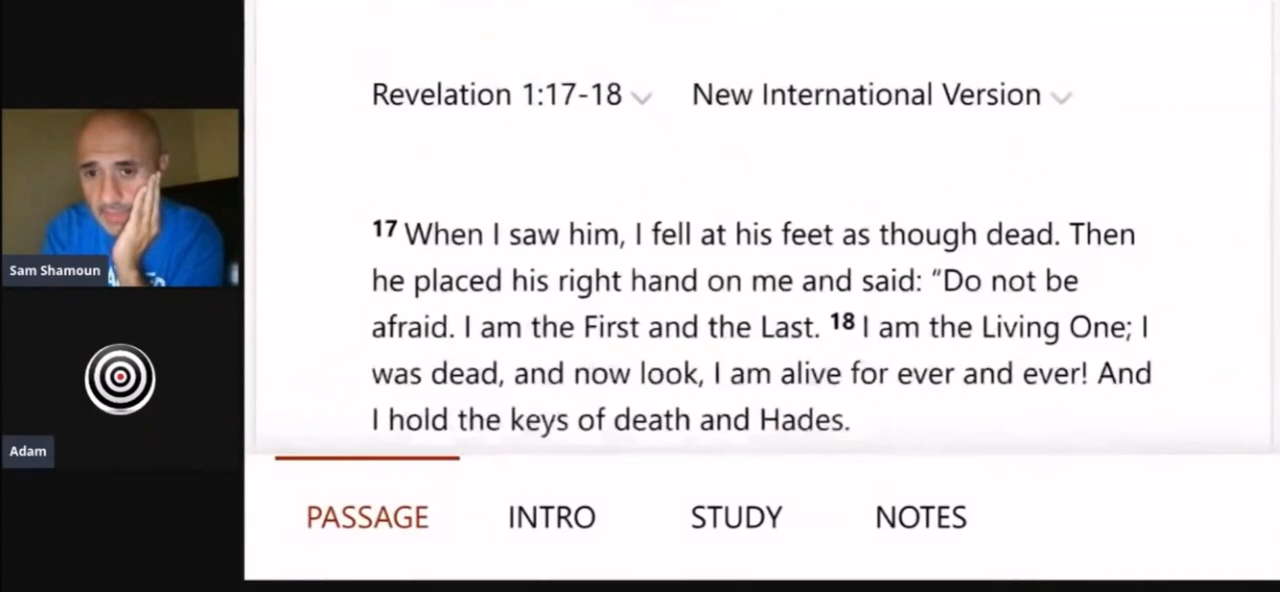 Revelation 1:17-18 New International Version
17 When I saw him, I fell at his feet as though dead. Then
he placed his right hand on me and said: “Do not be
afraid. I am the First and the Last. 18 I am the Living One; I
was dead, and now look, I am alive for ever and ever! And
I hold the keys of death and Hades.
PASSAGE INTRO STUDY NOTES
Sam Shamoun
Adam